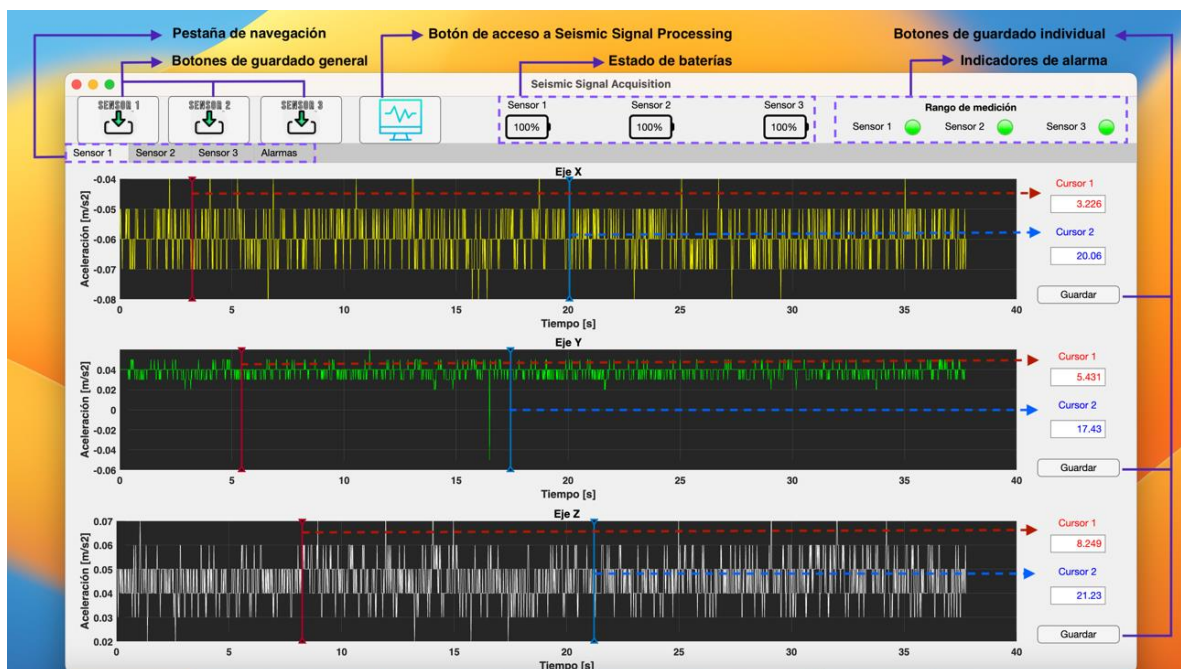 Pestaña de navegación
Botón de acceso a Seismic Signal Processing
Botones de guardado individual
Botones de guardado general
Estado de baterías
Indicadores de alarma
Seismic Signal Acquisition
SENSOR 1
SENSOR 2
SENSOR 3
Sensor 1
Sensor 2
Sensor 3
100%
100%
100%
Rango de medición
Sensor 1
Sensor 2
Sensor 3
Sensor 1
Sensor 2
Sensor 3
Alarmas
Eje X
Aceleración [m/s2]
-0.04
-0.05
-0.06
-0.07
-0.08
0 5 10 15 20 25 30 35 40
Tiempo [s]
Cursor 1
3.226
Cursor 2
20.06
Guardar
Eje Y
Aceleración [m/s2]
0.04
0.02
0
-0.02
-0.04
-0.06
0 5 10 15 20 25 30 35 40
Tiempo [s]
Cursor 1
5.431
Cursor 2
17.43
Guardar
Eje Z
Aceleración [m/s2]
0.07
0.06
0.05
0.04
0.03
0.02
0 5 10 15 20 25 30 35 40
Tiempo [s]
Cursor 1
8.249
Cursor 2
21.23
Guardar